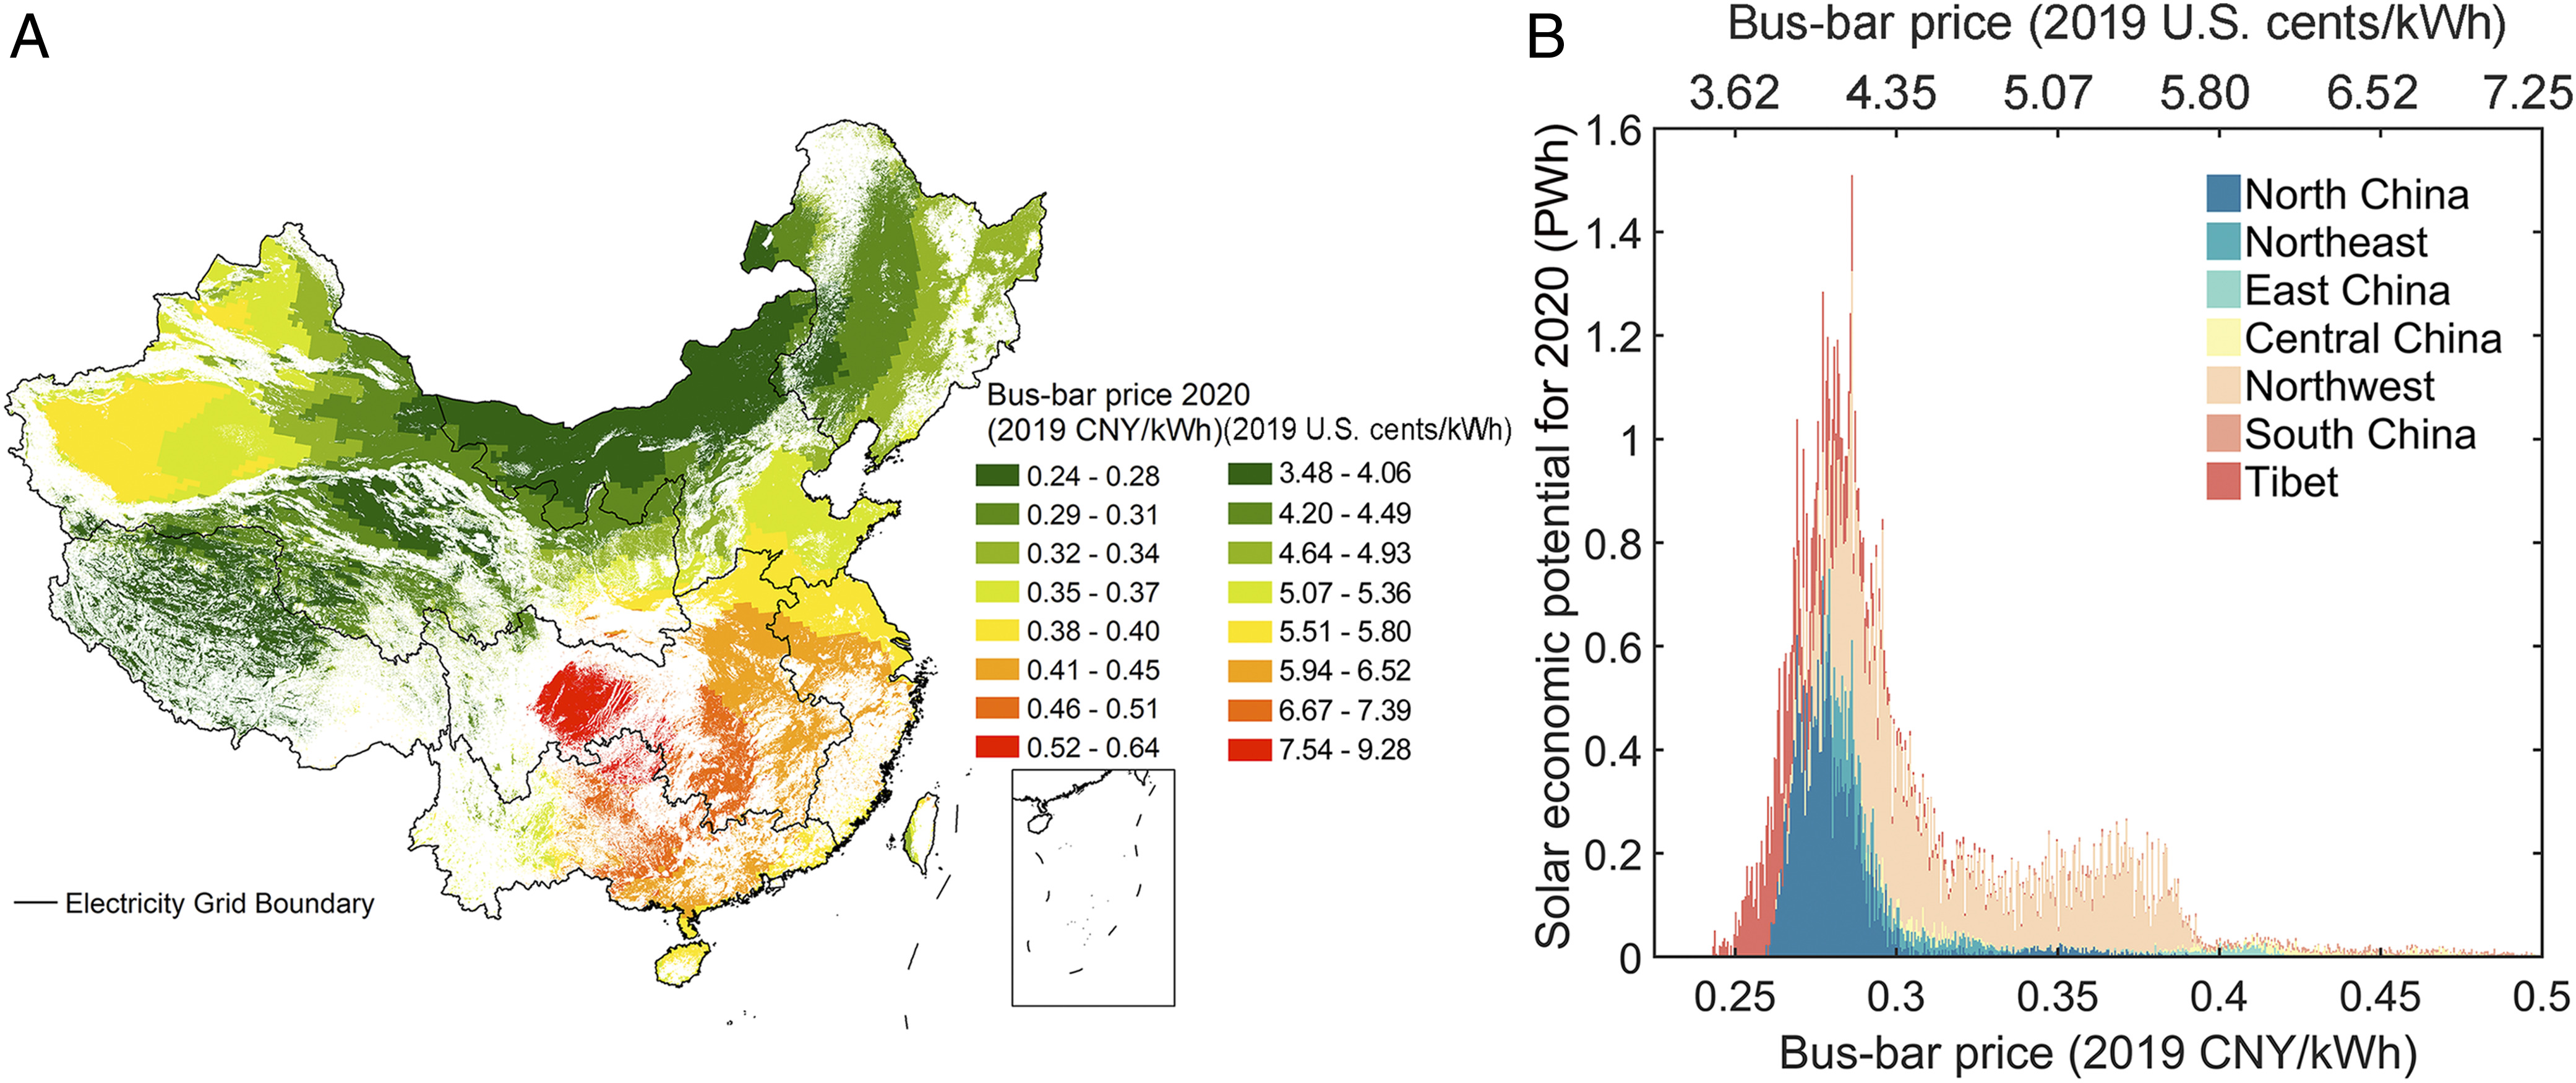 A
Bus-bar price 2020
(2019 CNY/kWh)(2019 U.S. cents/kWh)
0.24 - 0.28 3.48 - 4.06
0.29 - 0.31 4.20 - 4.49
0.32 - 0.34 4.64 - 4.93
0.35 - 0.37 5.07 - 5.36
0.38 - 0.40 5.51 - 5.80
0.41 - 0.45 5.94 - 6.52
0.46 - 0.51 6.67 - 7.39
0.52 - 0.64 7.54 - 9.28
Electricity Grid Boundary
B
Bus-bar price (2019 U.S. cents/kWh)
3.62 4.35 5.07 5.80 6.52 7.25
Solar economic potential for 2020 (PWh)
1.6
1.4
1.2
1
0.8
0.6
0.4
0.2
0
North China
Northeast
East China
Central China
Northwest
South China
Tibet
0.25 0.3 0.35 0.4 0.45 0.5
Bus-bar price (2019 CNY/kWh)